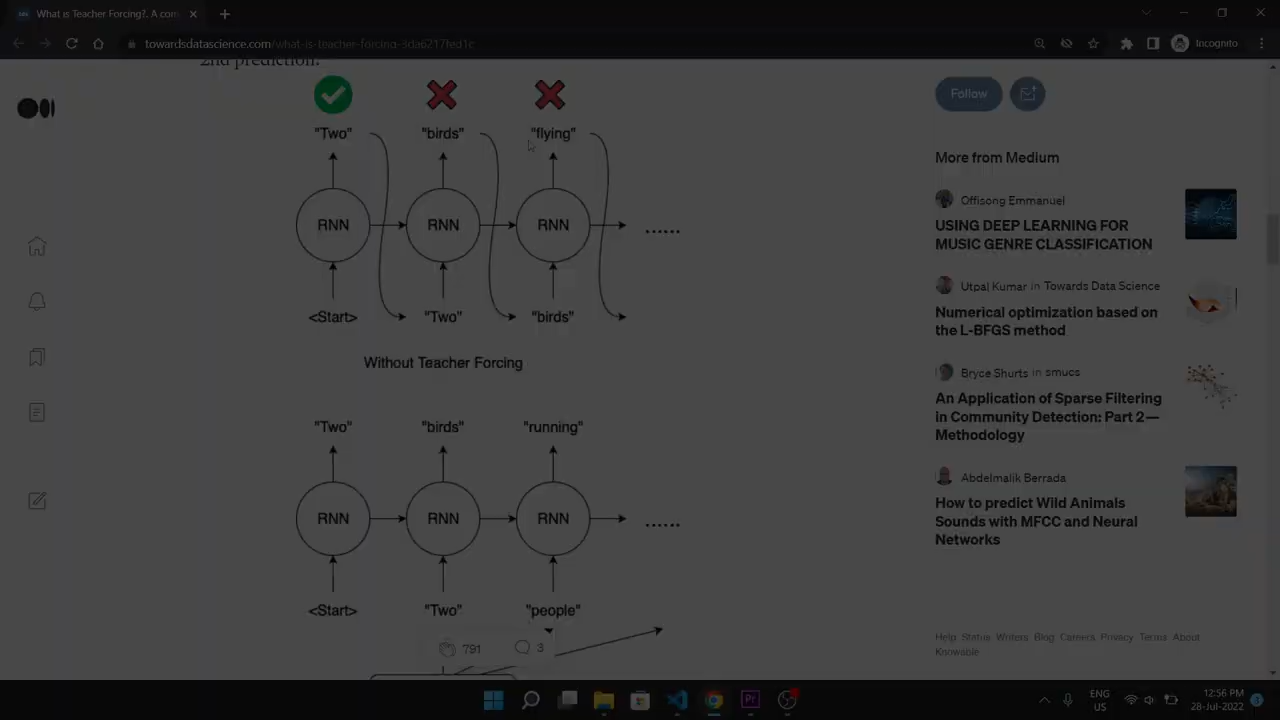 What is Teacher Forcing?. A com
towardsdatascience.com/what-is-teacher-forcing-3da6217fed1c
Incognito
2nd prediction?
"Two" "birds" "flying"
RNN RNN RNN ......
<Start> "Two" "birds"
Without Teacher Forcing
"Two" "birds" "running"
RNN RNN RNN ......
<Start> "Two" "people"
791 3
Follow
More from Medium
Offisong Emmanuel
USING DEEP LEARNING FOR
MUSIC GENRE CLASSIFICATION
Utpal Kumar in Towards Data Science
Numerical optimization based on
the L-BFGS method
Bryce Shurts in smucs
An Application of Sparse Filtering
in Community Detection: Part 2—
Methodology
Abdelmalik Berrada
How to predict Wild Animals
Sounds with MFCC and Neural
Networks
Help Status Writers Blog Careers Privacy Terms About
Knowable
ENG
US
12:56 PM
28-Jul-2022